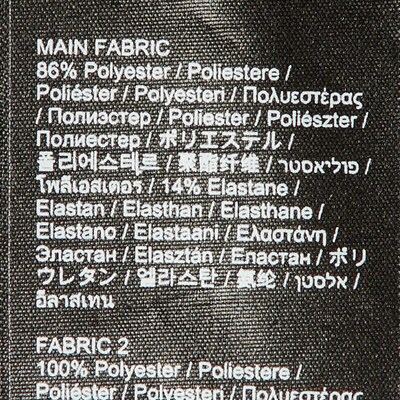 MAIN FABRIC
86% Polyester / Poliestere /
Poliéster / Polyesteri / Πολυεστέρας
/ Полиэстер / Poliester / Poliészter /
Полиестер / ポリエステル /
폴리에스테르 / 聚酯纤维 / פוליאסטר /
โพลีเอสเตอร์ / 14% Elastane /
Elastan / Elasthan / Elasthane /
Elastano / Elastaani / Ελαστάνη /
Эластан / Elasztán / Еластан / ポリ
ウレタン / 엘라스탄 / 氨纶 / אלסטן /
อีลาสเทน
FABRIC 2
100% Polyester / Poliestere /
Poliéster / Polyesteri / Πολυεστέρας